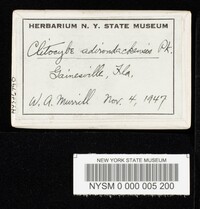 HERBARIUM N. Y. STATE MUSEUM
Clitocybe adirondackensis Pk.
Gainesville, Fla.
W. A. Murrill Nov. 4, 1947
NEW YORK STATE MUSEUM
NYSM 0 000 005 200